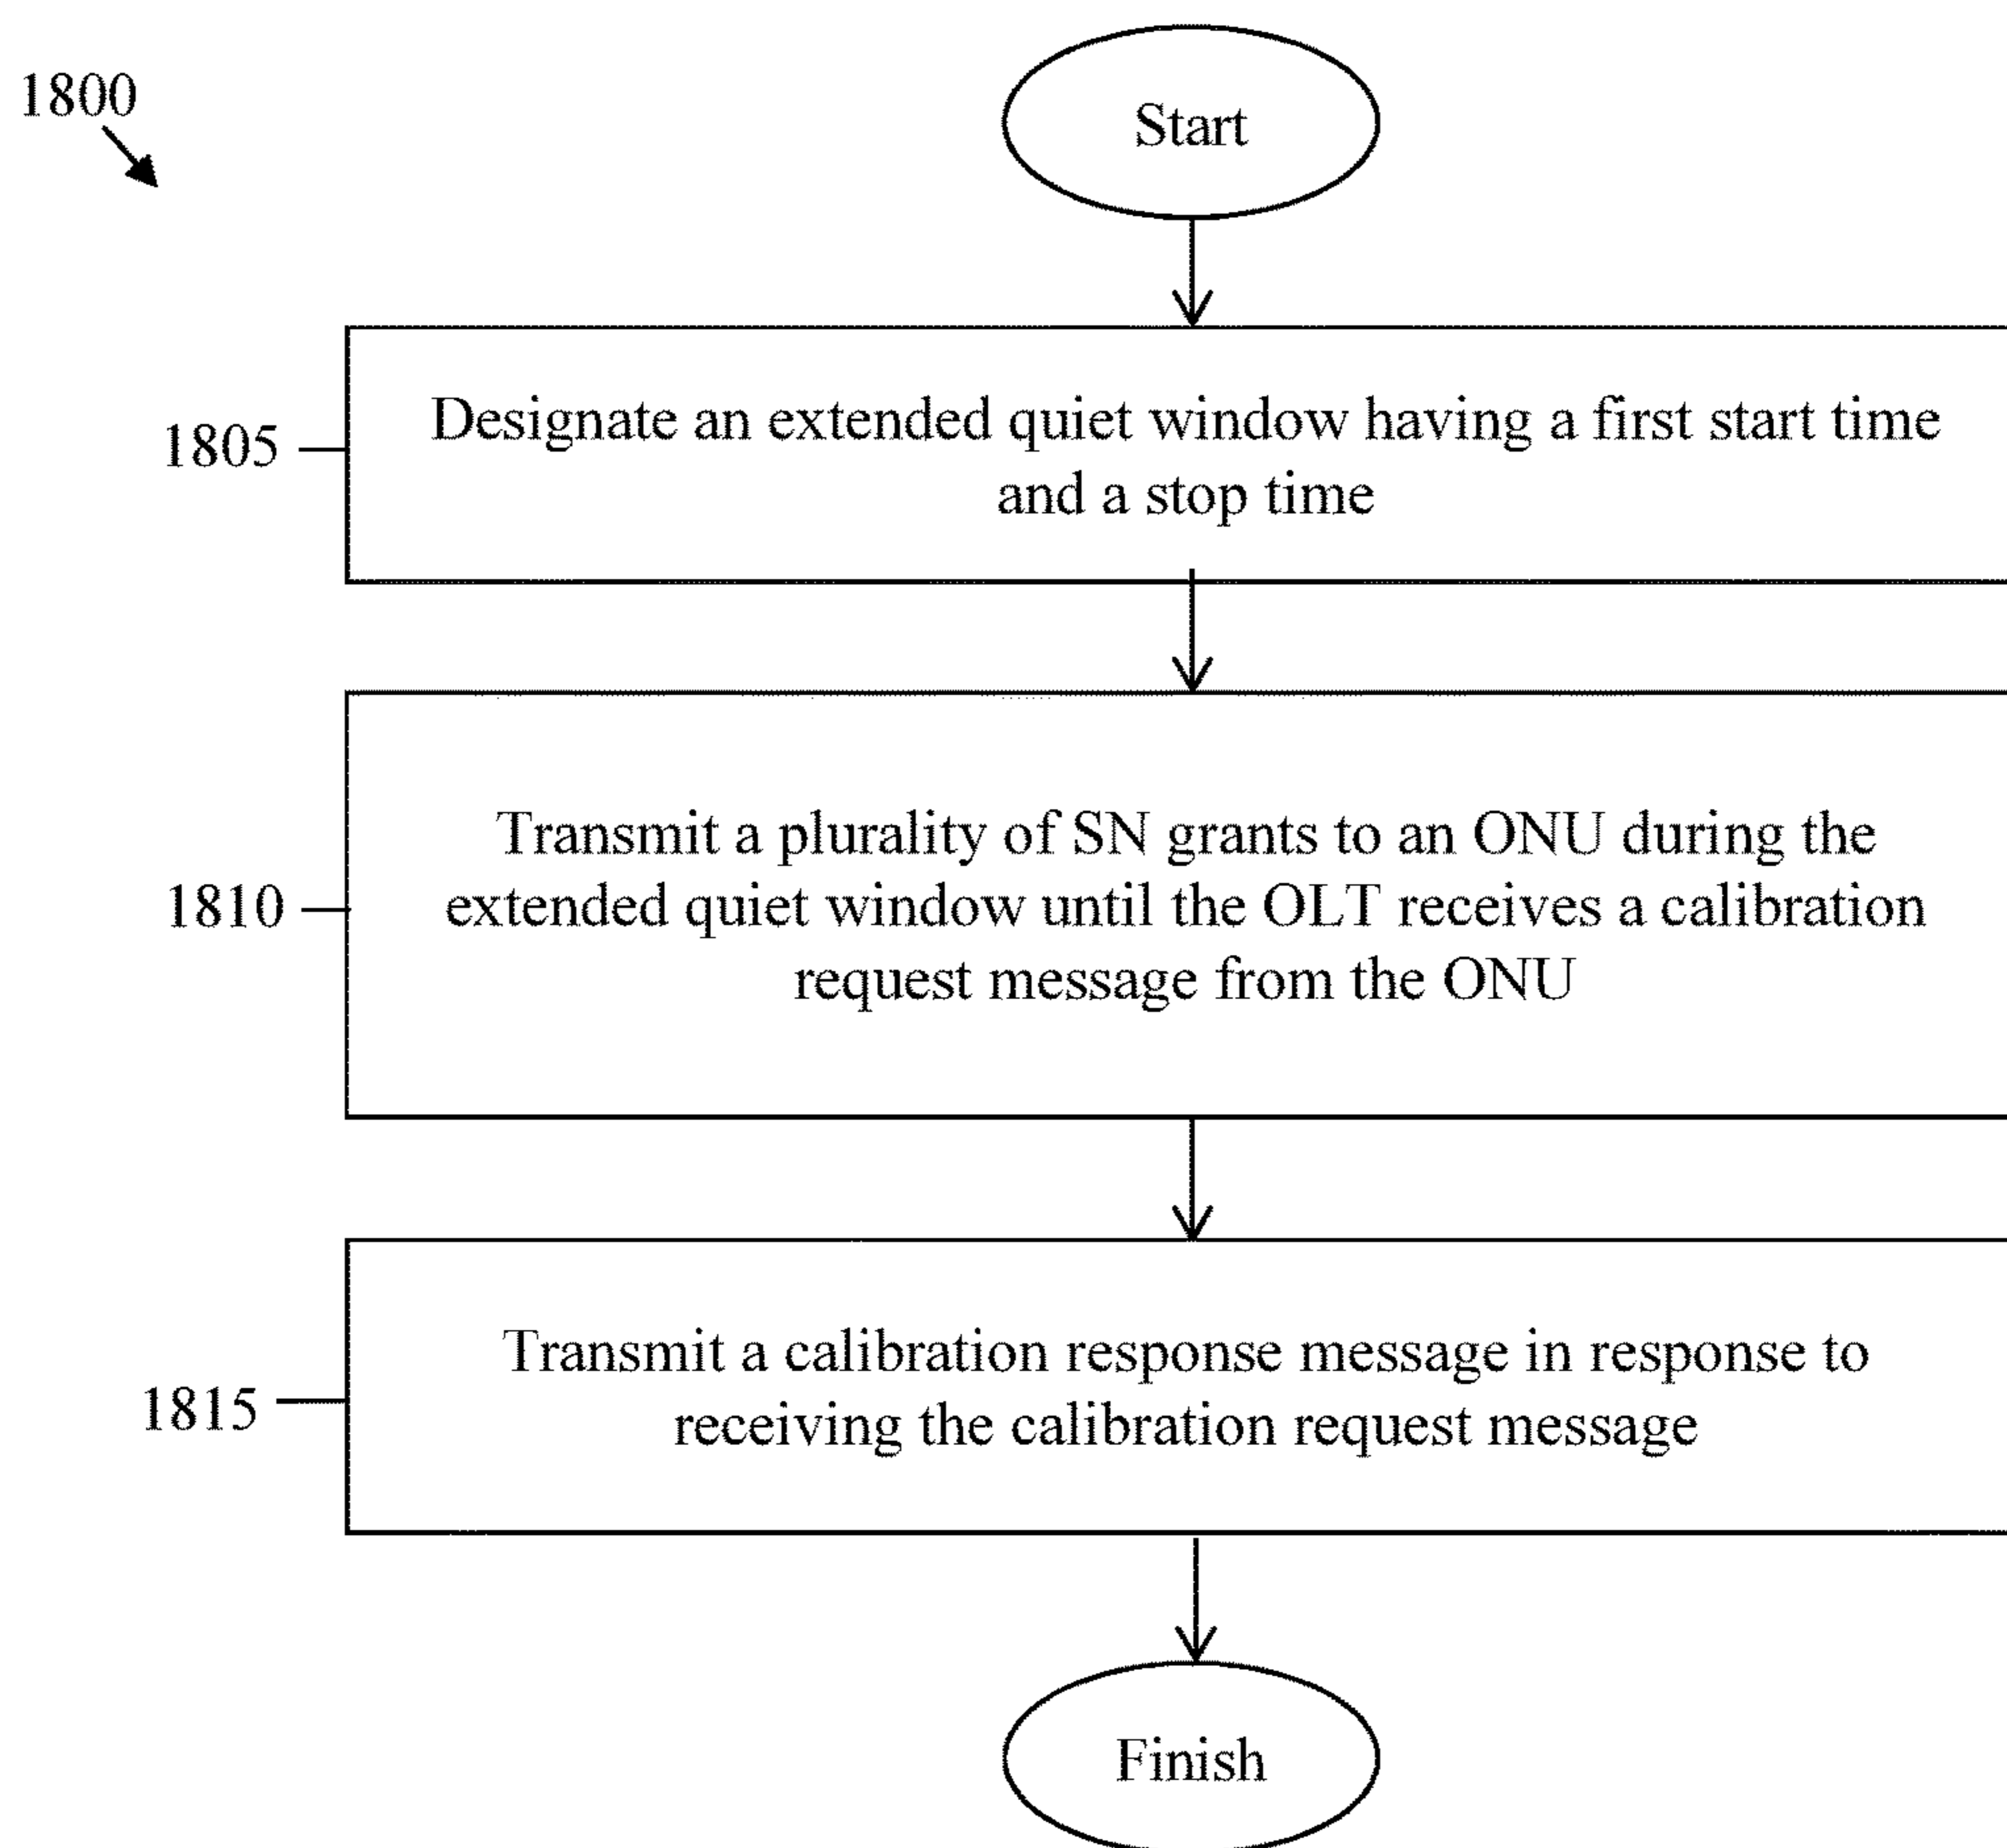 1800
Start
1805
Designate an extended quiet window having a first start time
and a stop time
1810
Transmit a plurality of SN grants to an ONU during the
extended quiet window until the OLT receives a calibration
request message from the ONU
1815
Transmit a calibration response message in response to
receiving the calibration request message
Finish